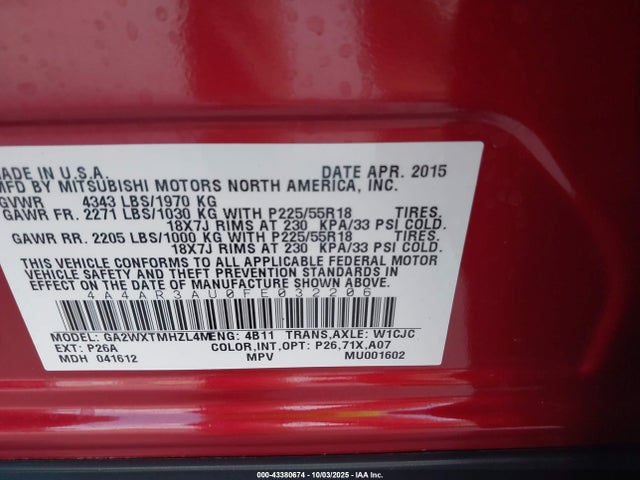 MADE IN U.S.A. DATE APR. 2015
MFD BY MITSUBISHI MOTORS NORTH AMERICA, INC.
GVWR 4343 LBS/1970 KG
GAWR FR. 2271 LBS/1030 KG WITH P225/55R18 TIRES,
18X7J RIMS AT 230 KPA/33 PSI COLD.
GAWR RR. 2205 LBS/1000 KG WITH P225/55R18 TIRES,
18X7J RIMS AT 230 KPA/33 PSI COLD.
THIS VEHICLE CONFORMS TO ALL APPLICABLE FEDERAL MOTOR
VEHICLE SAFETY AND THEFT PREVENTION STANDARDS IN
EFFECT ON THE DATE OF MANUFACTURE SHOWN ABOVE.
4A4AR3AU0FE032206
MODEL: GA2WXTMHZL4M ENG: 4B11 TRANS,AXLE: W1CJC
EXT: P26A COLOR,INT,OPT: P26,71X,A07
MDH 041612 MPV MU001602
000-43380674 - 10/03/2025 - IAA Inc.